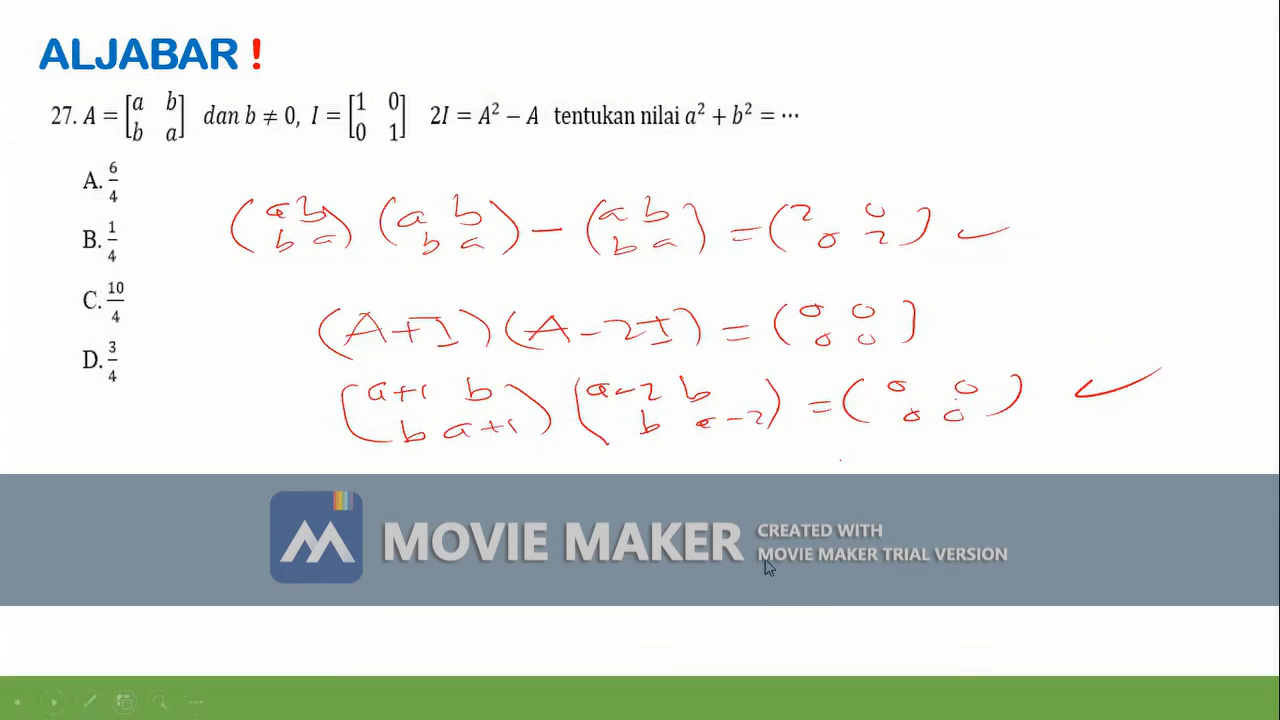 ALJABAR !
27. A = [a b; b a] dan b ≠ 0, I = [1 0; 0 1] 2I = A² − A tentukan nilai a² + b² = ⋯
A. 6/4
B. 1/4
C. 10/4
D. 3/4
(a b; b a) (a b; b a) − (a b; b a) = (2 0; 0 2) ✓
(A+I)(A−2I) = (0 0; 0 0)
(a+1 b; b a+1) (a−2 b; b a−2) = (0 0; 0 0) ✓
MOVIE MAKER
CREATED WITH
MOVIE MAKER TRIAL VERSION